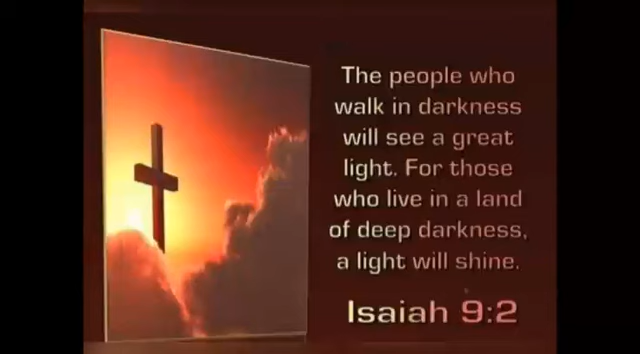 The people who
walk in darkness
will see a great
light. For those
who live in a land
of deep darkness,
a light will shine.
Isaiah 9:2